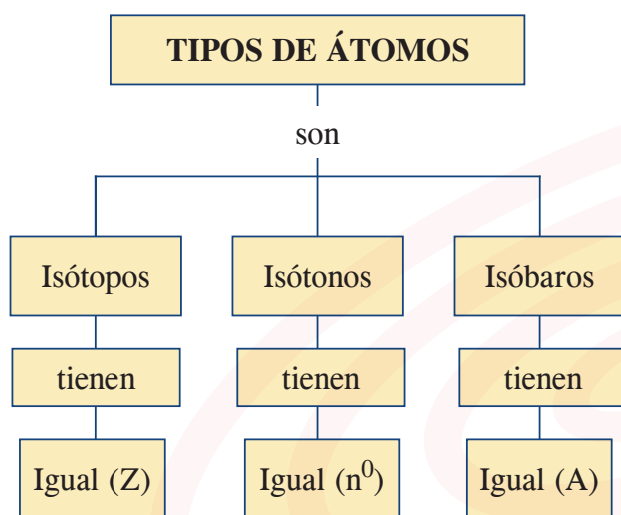 TIPOS DE ÁTOMOS
son
Isótopos
Isótonos
Isóbaros
tienen
tienen
tienen
Igual (Z)
Igual (n⁰)
Igual (A)